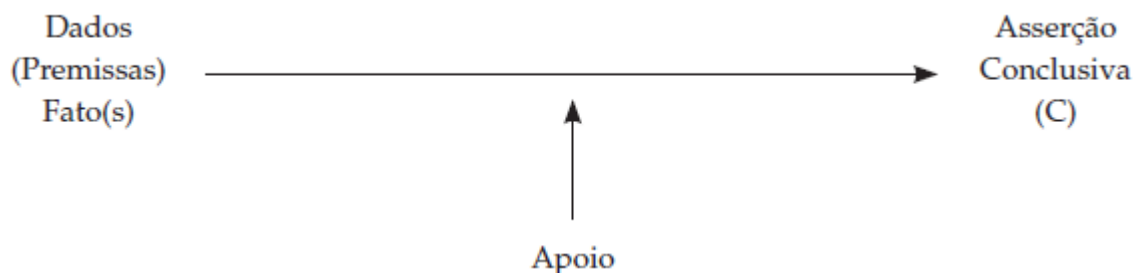 Dados
(Premissas)
Fato(s)
Asserção
Conclusiva
(C)
Apoio